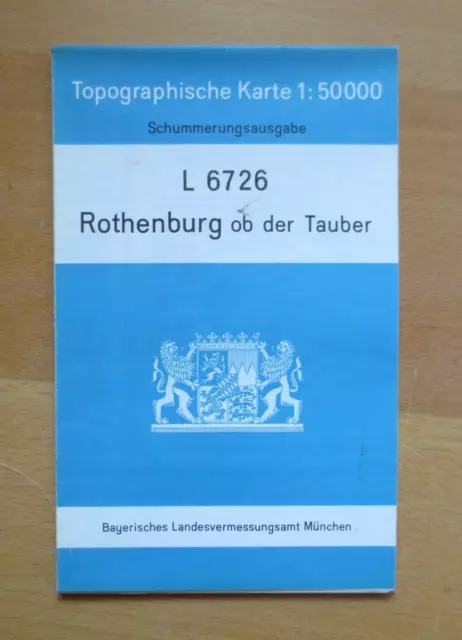 Topographische Karte 1:50000
Schummerungsausgabe
L 6726
Rothenburg ob der Tauber
Bayerisches Landesvermessungsamt München